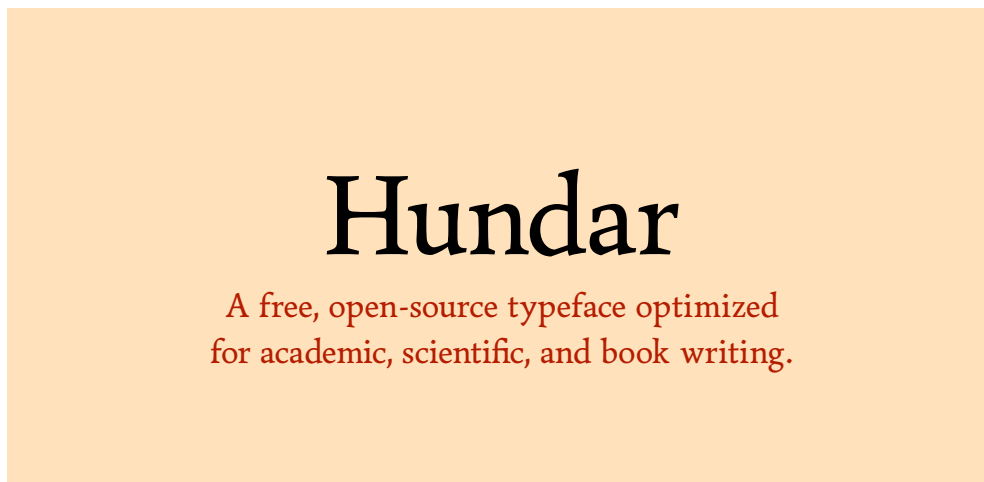 Hundar
A free, open-source typeface optimized
for academic, scientific, and book writing.